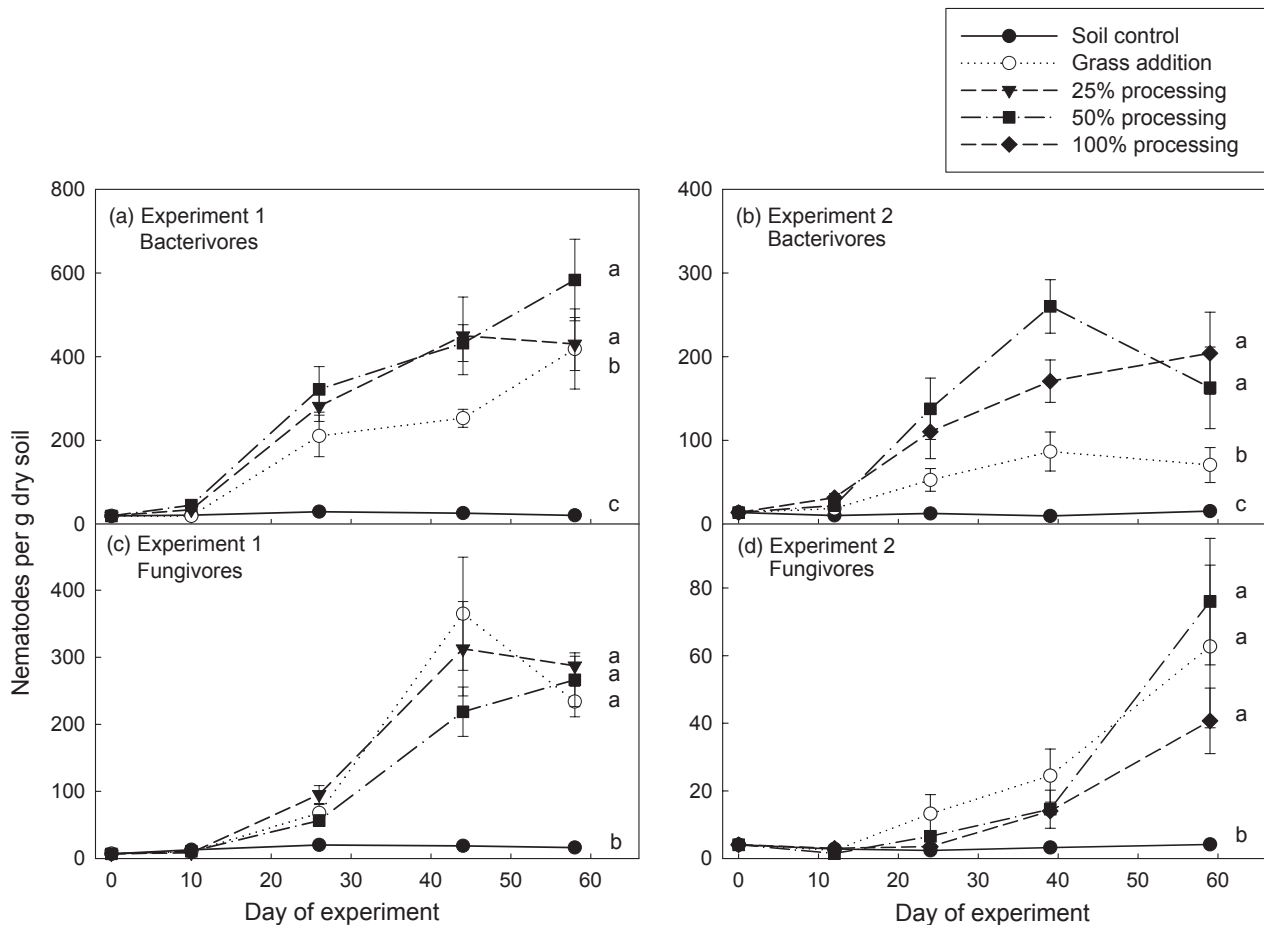 Soil control
Grass addition
25% processing
50% processing
100% processing
800
600
400
200
0
(a) Experiment 1
Bacterivores
a
a
b
c
400
300
200
100
0
(b) Experiment 2
Bacterivores
a
a
b
c
400
300
200
100
0
(c) Experiment 1
Fungivores
a
a
a
b
80
60
40
20
0
(d) Experiment 2
Fungivores
a
a
a
b
Nematodes per g dry soil
0 10 20 30 40 50 60
Day of experiment
0 10 20 30 40 50 60
Day of experiment